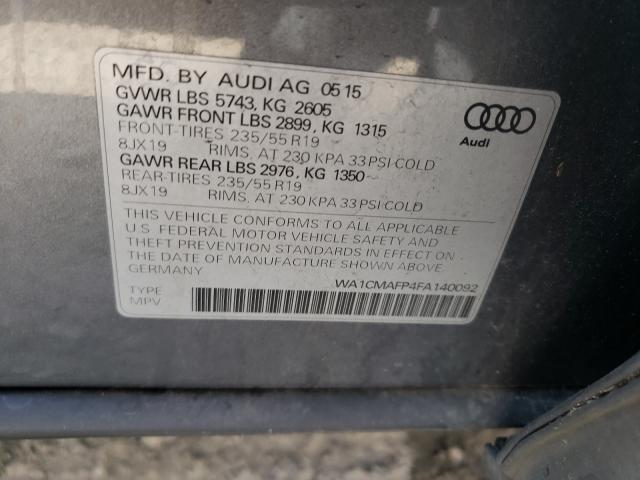 MFD. BY AUDI AG 05 15
GVWR LBS 5743, KG 2605
GAWR FRONT LBS 2899, KG 1315
FRONT-TIRES 235/55 R19
8JX19 RIMS, AT 230 KPA 33 PSI COLD
GAWR REAR LBS 2976, KG 1350
REAR-TIRES 235/55 R19
8JX19 RIMS, AT 230 KPA 33 PSI COLD
Audi
THIS VEHICLE CONFORMS TO ALL APPLICABLE
U.S. FEDERAL MOTOR VEHICLE SAFETY AND
THEFT PREVENTION STANDARDS IN EFFECT ON
THE DATE OF MANUFACTURE SHOWN ABOVE.
GERMANY
WA1CMAFP4FA140092
TYPE
MPV